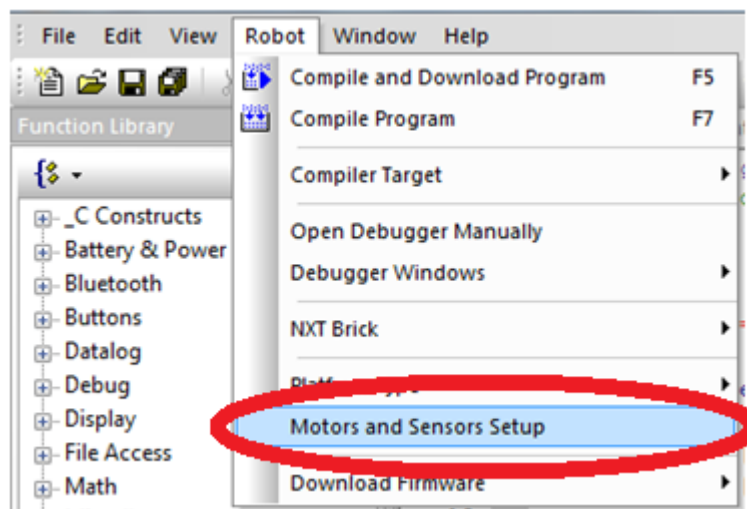 File Edit View Robot Window Help
Function Library
_C Constructs
Battery & Power
Bluetooth
Buttons
Datalog
Debug
Display
File Access
Math
Compile and Download Program F5
Compile Program F7
Compiler Target
Open Debugger Manually
Debugger Windows
NXT Brick
Platform Type
Motors and Sensors Setup
Download Firmware